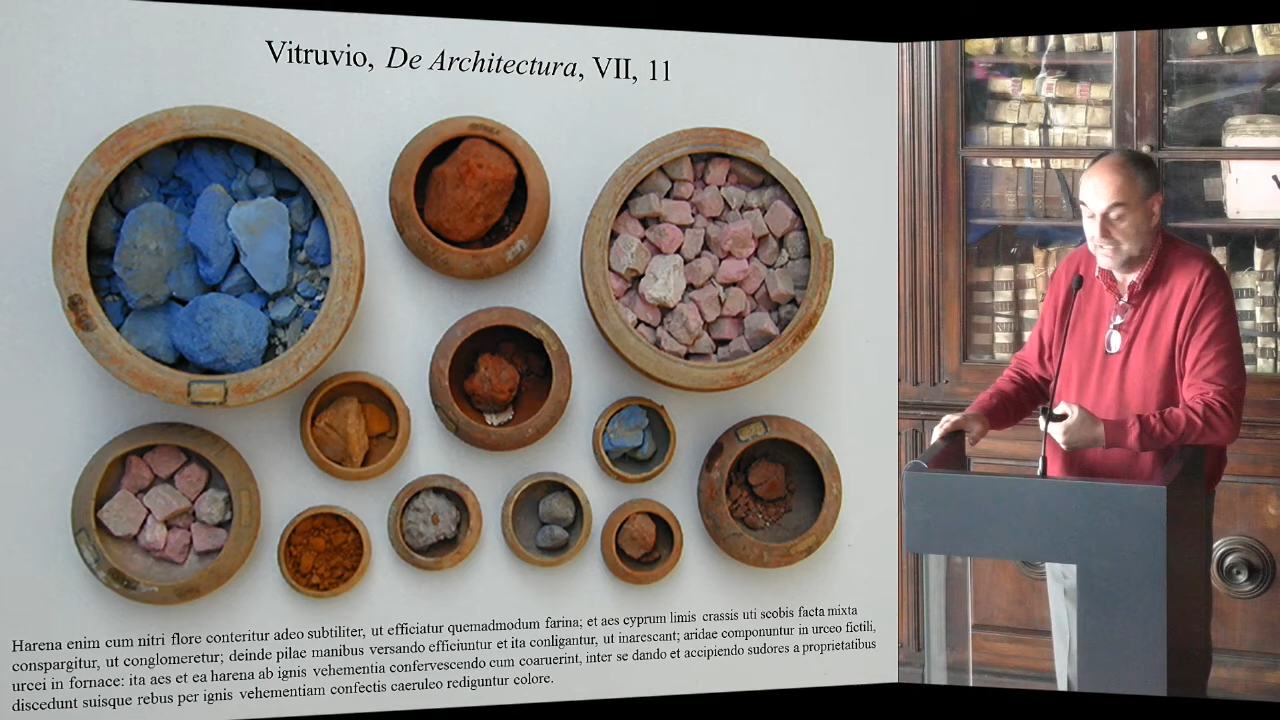 Vitruvio, De Architectura, VII, 11
Harena enim cum nitri flore conteritur adeo subtiliter, ut efficiatur quemadmodum farina; et aes cyprum limis crassis uti scobis facta mixta
conspargitur, ut conglomeretur; deinde pilae manibus versando efficiuntur et ita conligantur, ut inarescant; aridae componuntur in urceo fictili,
urcei in fornace: ita aes et ea harena ab ignis vehementia confervescendo cum coaruerint, inter se dando et accipiendo sudores a proprietatibus
discedunt suisque rebus per ignis vehementiam confectis caeruleo rediguntur colore.